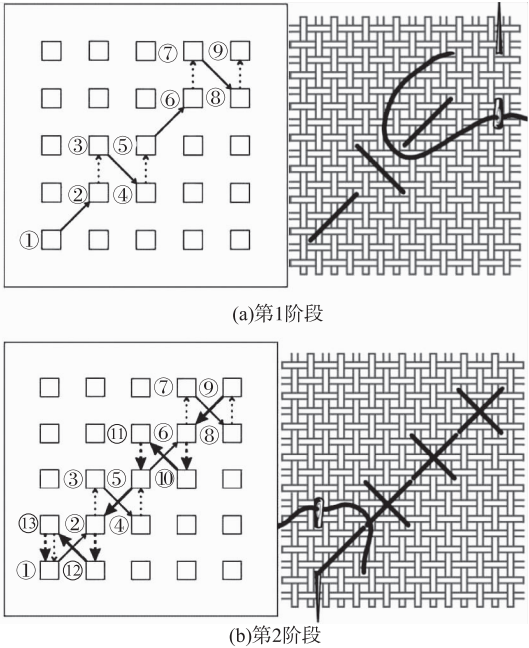 ⑦ ⑨
⑥ ⑧
③ ⑤
② ④
①
(a)第1阶段
⑦ ⑨
⑪ ⑥ ⑧
③ ⑤ ⑩
⑬ ② ④
① ⑫
(b)第2阶段